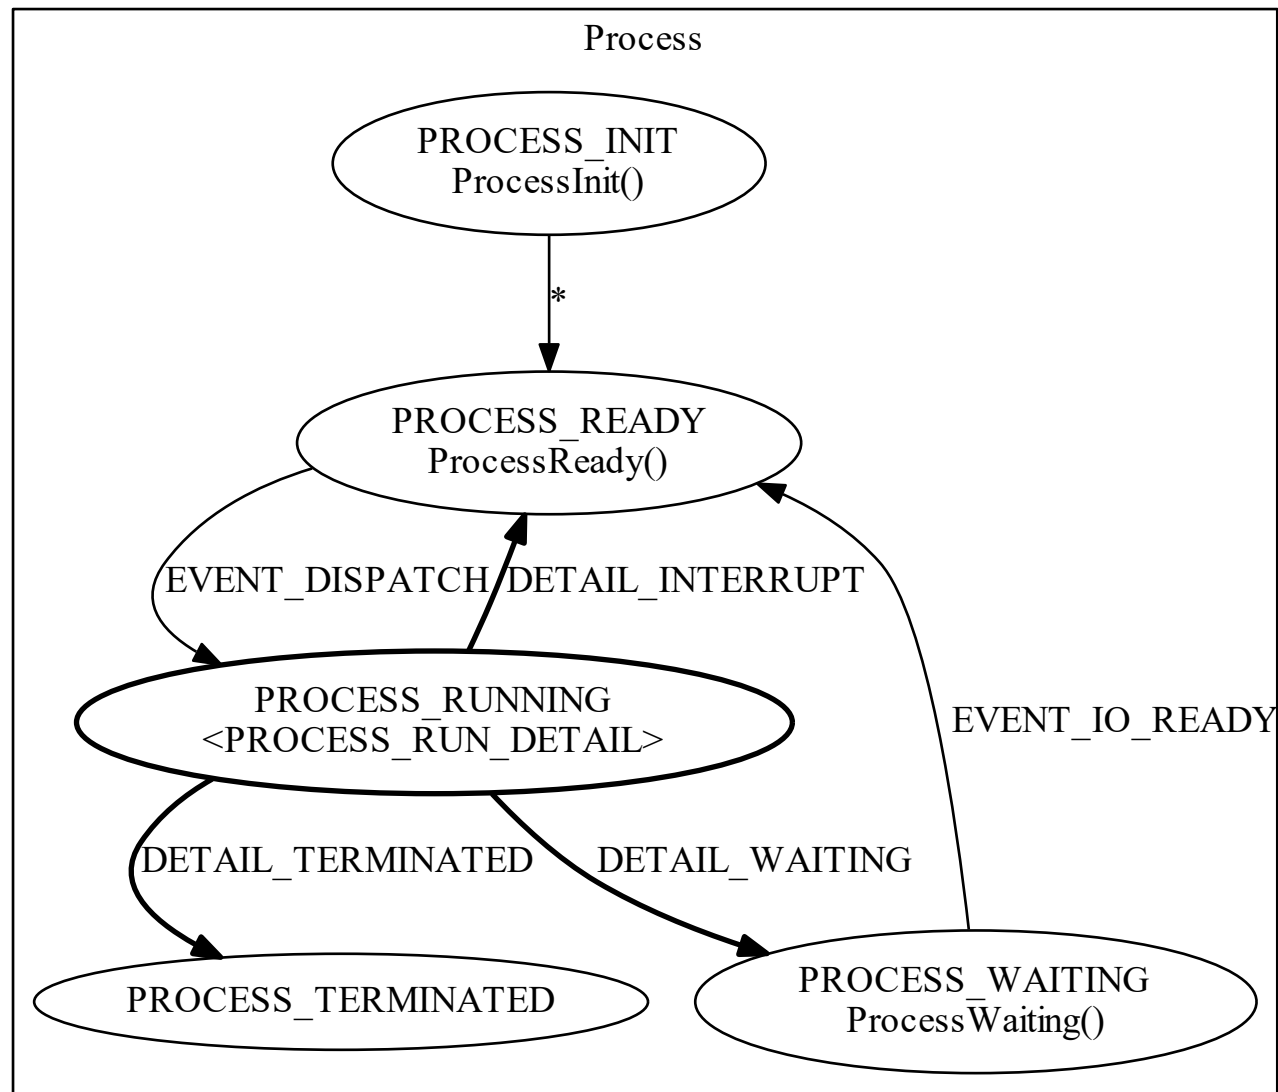 Process
PROCESS_INIT
ProcessInit()
*
PROCESS_READY
ProcessReady()
EVENT_DISPATCH
DETAIL_INTERRUPT
PROCESS_RUNNING
<PROCESS_RUN_DETAIL>
EVENT_IO_READY
DETAIL_TERMINATED
DETAIL_WAITING
PROCESS_TERMINATED
PROCESS_WAITING
ProcessWaiting()